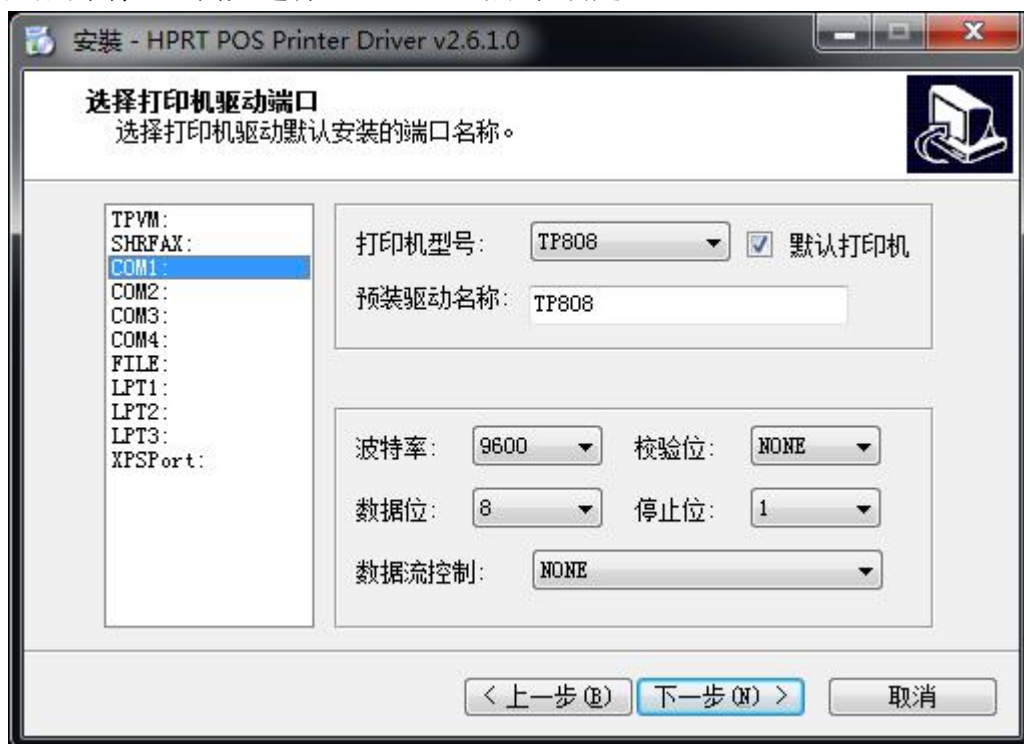 安裝 - HPRT POS Printer Driver v2.6.1.0
选择打印机驱动端口
选择打印机驱动默认安装的端口名称。
TPVM:
SHRFAX:
COM1:
COM2:
COM3:
COM4:
FILE:
LPT1:
LPT2:
LPT3:
XPSPort:
打印机型号: TP808 默认打印机
预装驱动名称: TP808
波特率: 9600 校验位: NONE
数据位: 8 停止位: 1
数据流控制: NONE
< 上一步(B) 下一步(N) > 取消